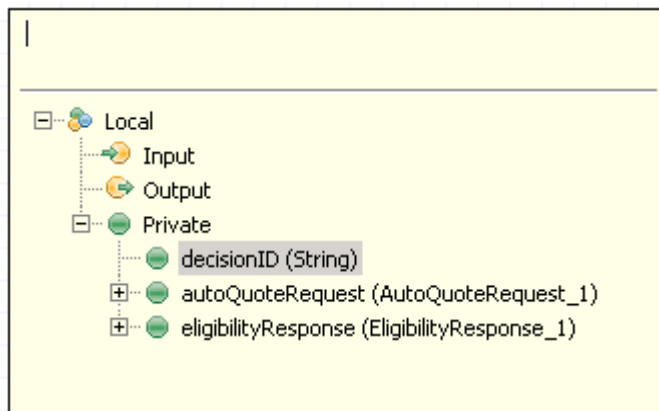 Local
Input
Output
Private
decisionID (String)
autoQuoteRequest (AutoQuoteRequest_1)
eligibilityResponse (EligibilityResponse_1)